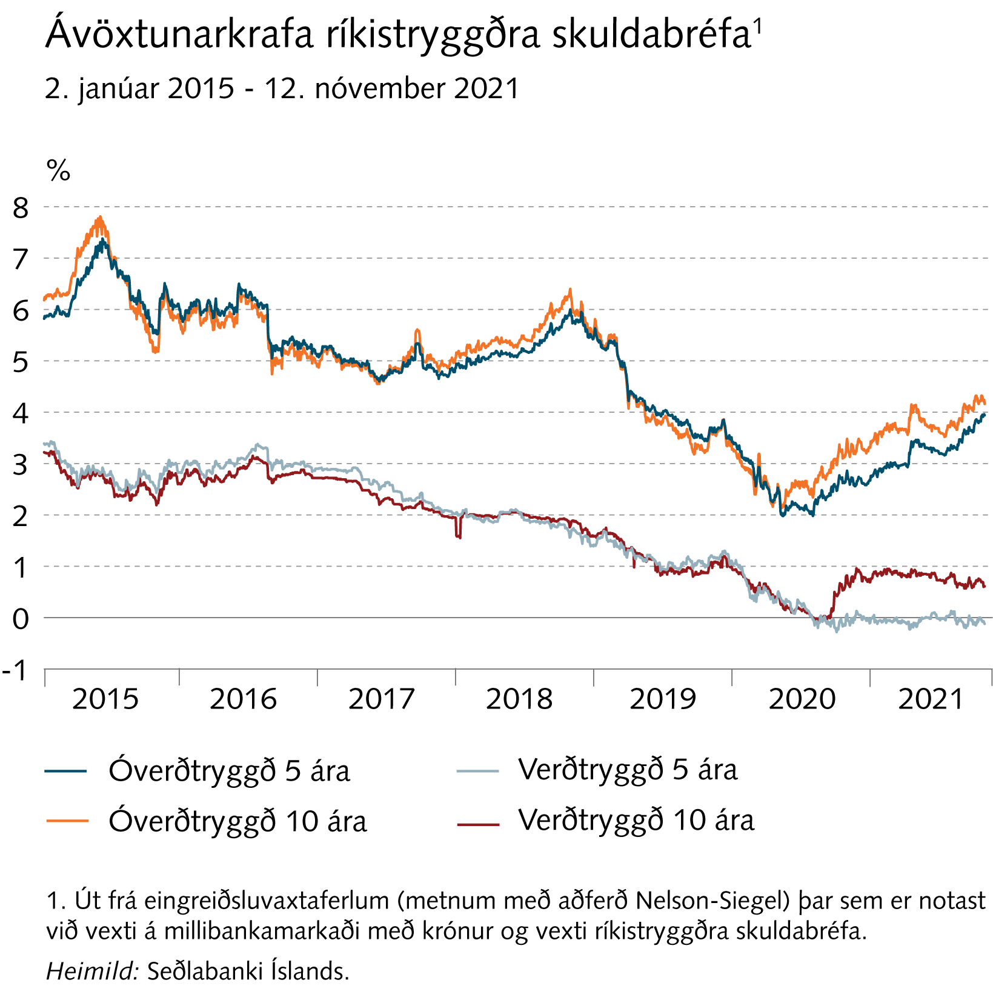 Ávöxtunarkrafa ríkistryggðra skuldabréfa¹
2. janúar 2015 - 12. nóvember 2021
%
8
7
6
5
4
3
2
1
0
-1
2015 2016 2017 2018 2019 2020 2021
Óverðtryggð 5 ára Verðtryggð 5 ára
Óverðtryggð 10 ára Verðtryggð 10 ára
1. Út frá eingreiðsluvaxtaferlum (metnum með aðferð Nelson-Siegel) þar sem er notast
við vexti á millibankamarkaði með krónur og vexti ríkistryggðra skuldabréfa.
Heimild: Seðlabanki Íslands.